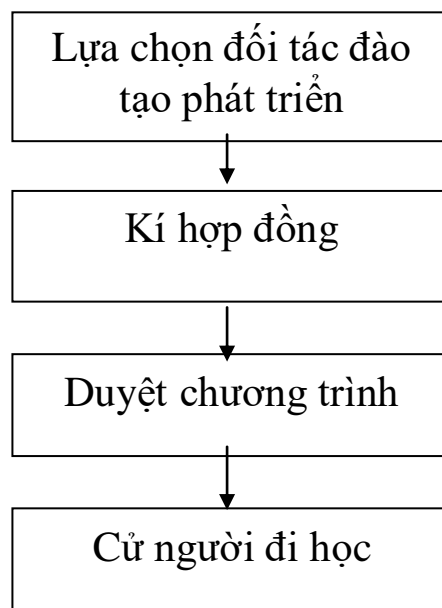 Lựa chọn đối tác đào
tạo phát triển
Kí hợp đồng
Duyệt chương trình
Cử người đi học